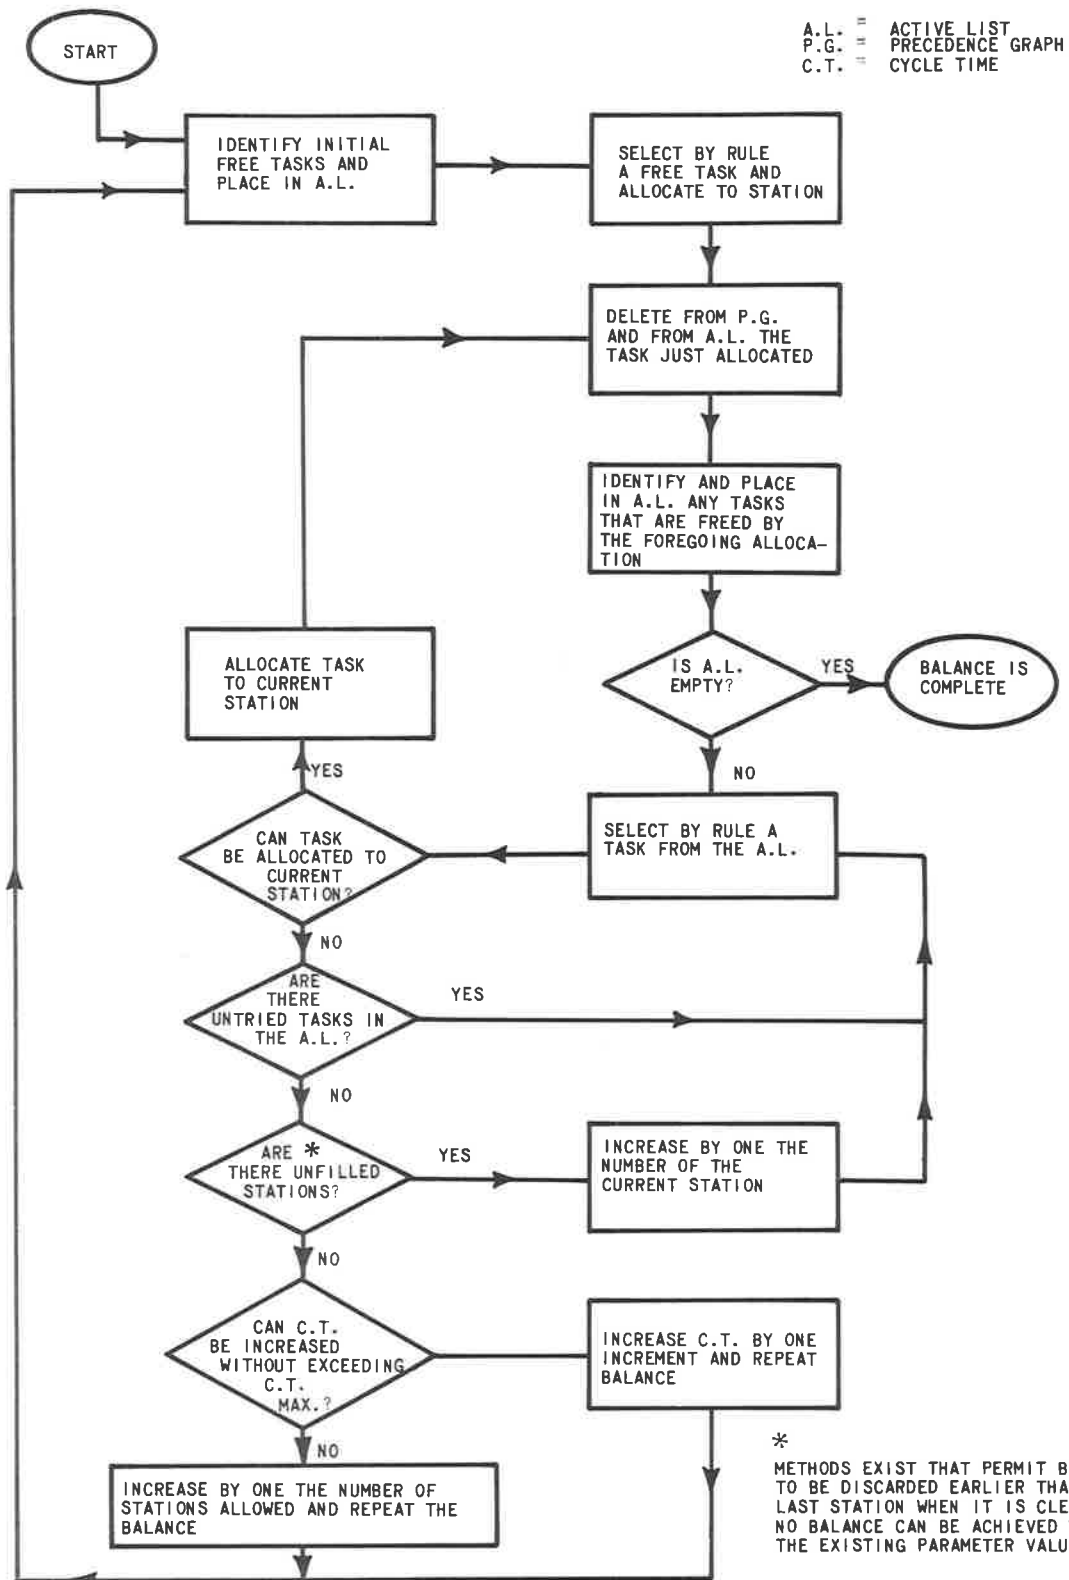 START
A.L. = ACTIVE LIST
P.G. = PRECEDENCE GRAPH
C.T. = CYCLE TIME
IDENTIFY INITIAL
FREE TASKS AND
PLACE IN A.L.
SELECT BY RULE
A FREE TASK AND
ALLOCATE TO STATION
DELETE FROM P.G.
AND FROM A.L. THE
TASK JUST ALLOCATED
IDENTIFY AND PLACE
IN A.L. ANY TASKS
THAT ARE FREED BY
THE FOREGOING ALLOCA-
TION
IS A.L.
EMPTY?
YES
BALANCE IS
COMPLETE
NO
ALLOCATE TASK
TO CURRENT
STATION
YES
SELECT BY RULE A
TASK FROM THE A.L.
CAN TASK
BE ALLOCATED TO
CURRENT
STATION?
NO
ARE
THERE
UNTRIED TASKS IN
THE A.L.?
YES
NO
ARE *
THERE UNFILLED
STATIONS?
YES
INCREASE BY ONE THE
NUMBER OF THE
CURRENT STATION
NO
CAN C.T.
BE INCREASED
WITHOUT EXCEEDING
C.T.
MAX.?
INCREASE C.T. BY ONE
INCREMENT AND REPEAT
BALANCE
NO
INCREASE BY ONE THE NUMBER OF
STATIONS ALLOWED AND REPEAT THE
BALANCE
*
METHODS EXIST THAT PERMIT B
TO BE DISCARDED EARLIER THA
LAST STATION WHEN IT IS CLE
NO BALANCE CAN BE ACHIEVED
THE EXISTING PARAMETER VALU